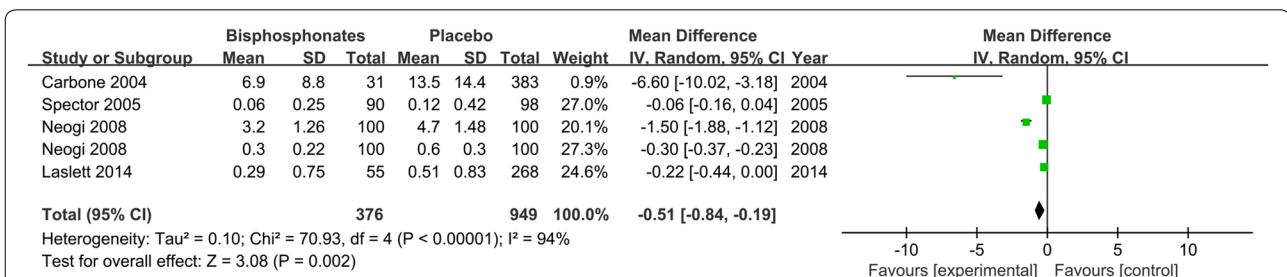 Bisphosphonates Placebo Mean Difference Mean Difference
Study or Subgroup Mean SD Total Mean SD Total Weight IV, Random, 95% CI Year IV, Random, 95% CI
Carbone 2004 6.9 8.8 31 13.5 14.4 383 0.9% -6.60 [-10.02, -3.18] 2004
Spector 2005 0.06 0.25 90 0.12 0.42 98 27.0% -0.06 [-0.16, 0.04] 2005
Neogi 2008 3.2 1.26 100 4.7 1.48 100 20.1% -1.50 [-1.88, -1.12] 2008
Neogi 2008 0.3 0.22 100 0.6 0.3 100 27.3% -0.30 [-0.37, -0.23] 2008
Laslett 2014 0.29 0.75 55 0.51 0.83 268 24.6% -0.22 [-0.44, 0.00] 2014
Total (95% CI) 376 949 100.0% -0.51 [-0.84, -0.19]
Heterogeneity: Tau² = 0.10; Chi² = 70.93, df = 4 (P < 0.00001); I² = 94%
Test for overall effect: Z = 3.08 (P = 0.002)
-10 -5 0 5 10
Favours [experimental] Favours [control]